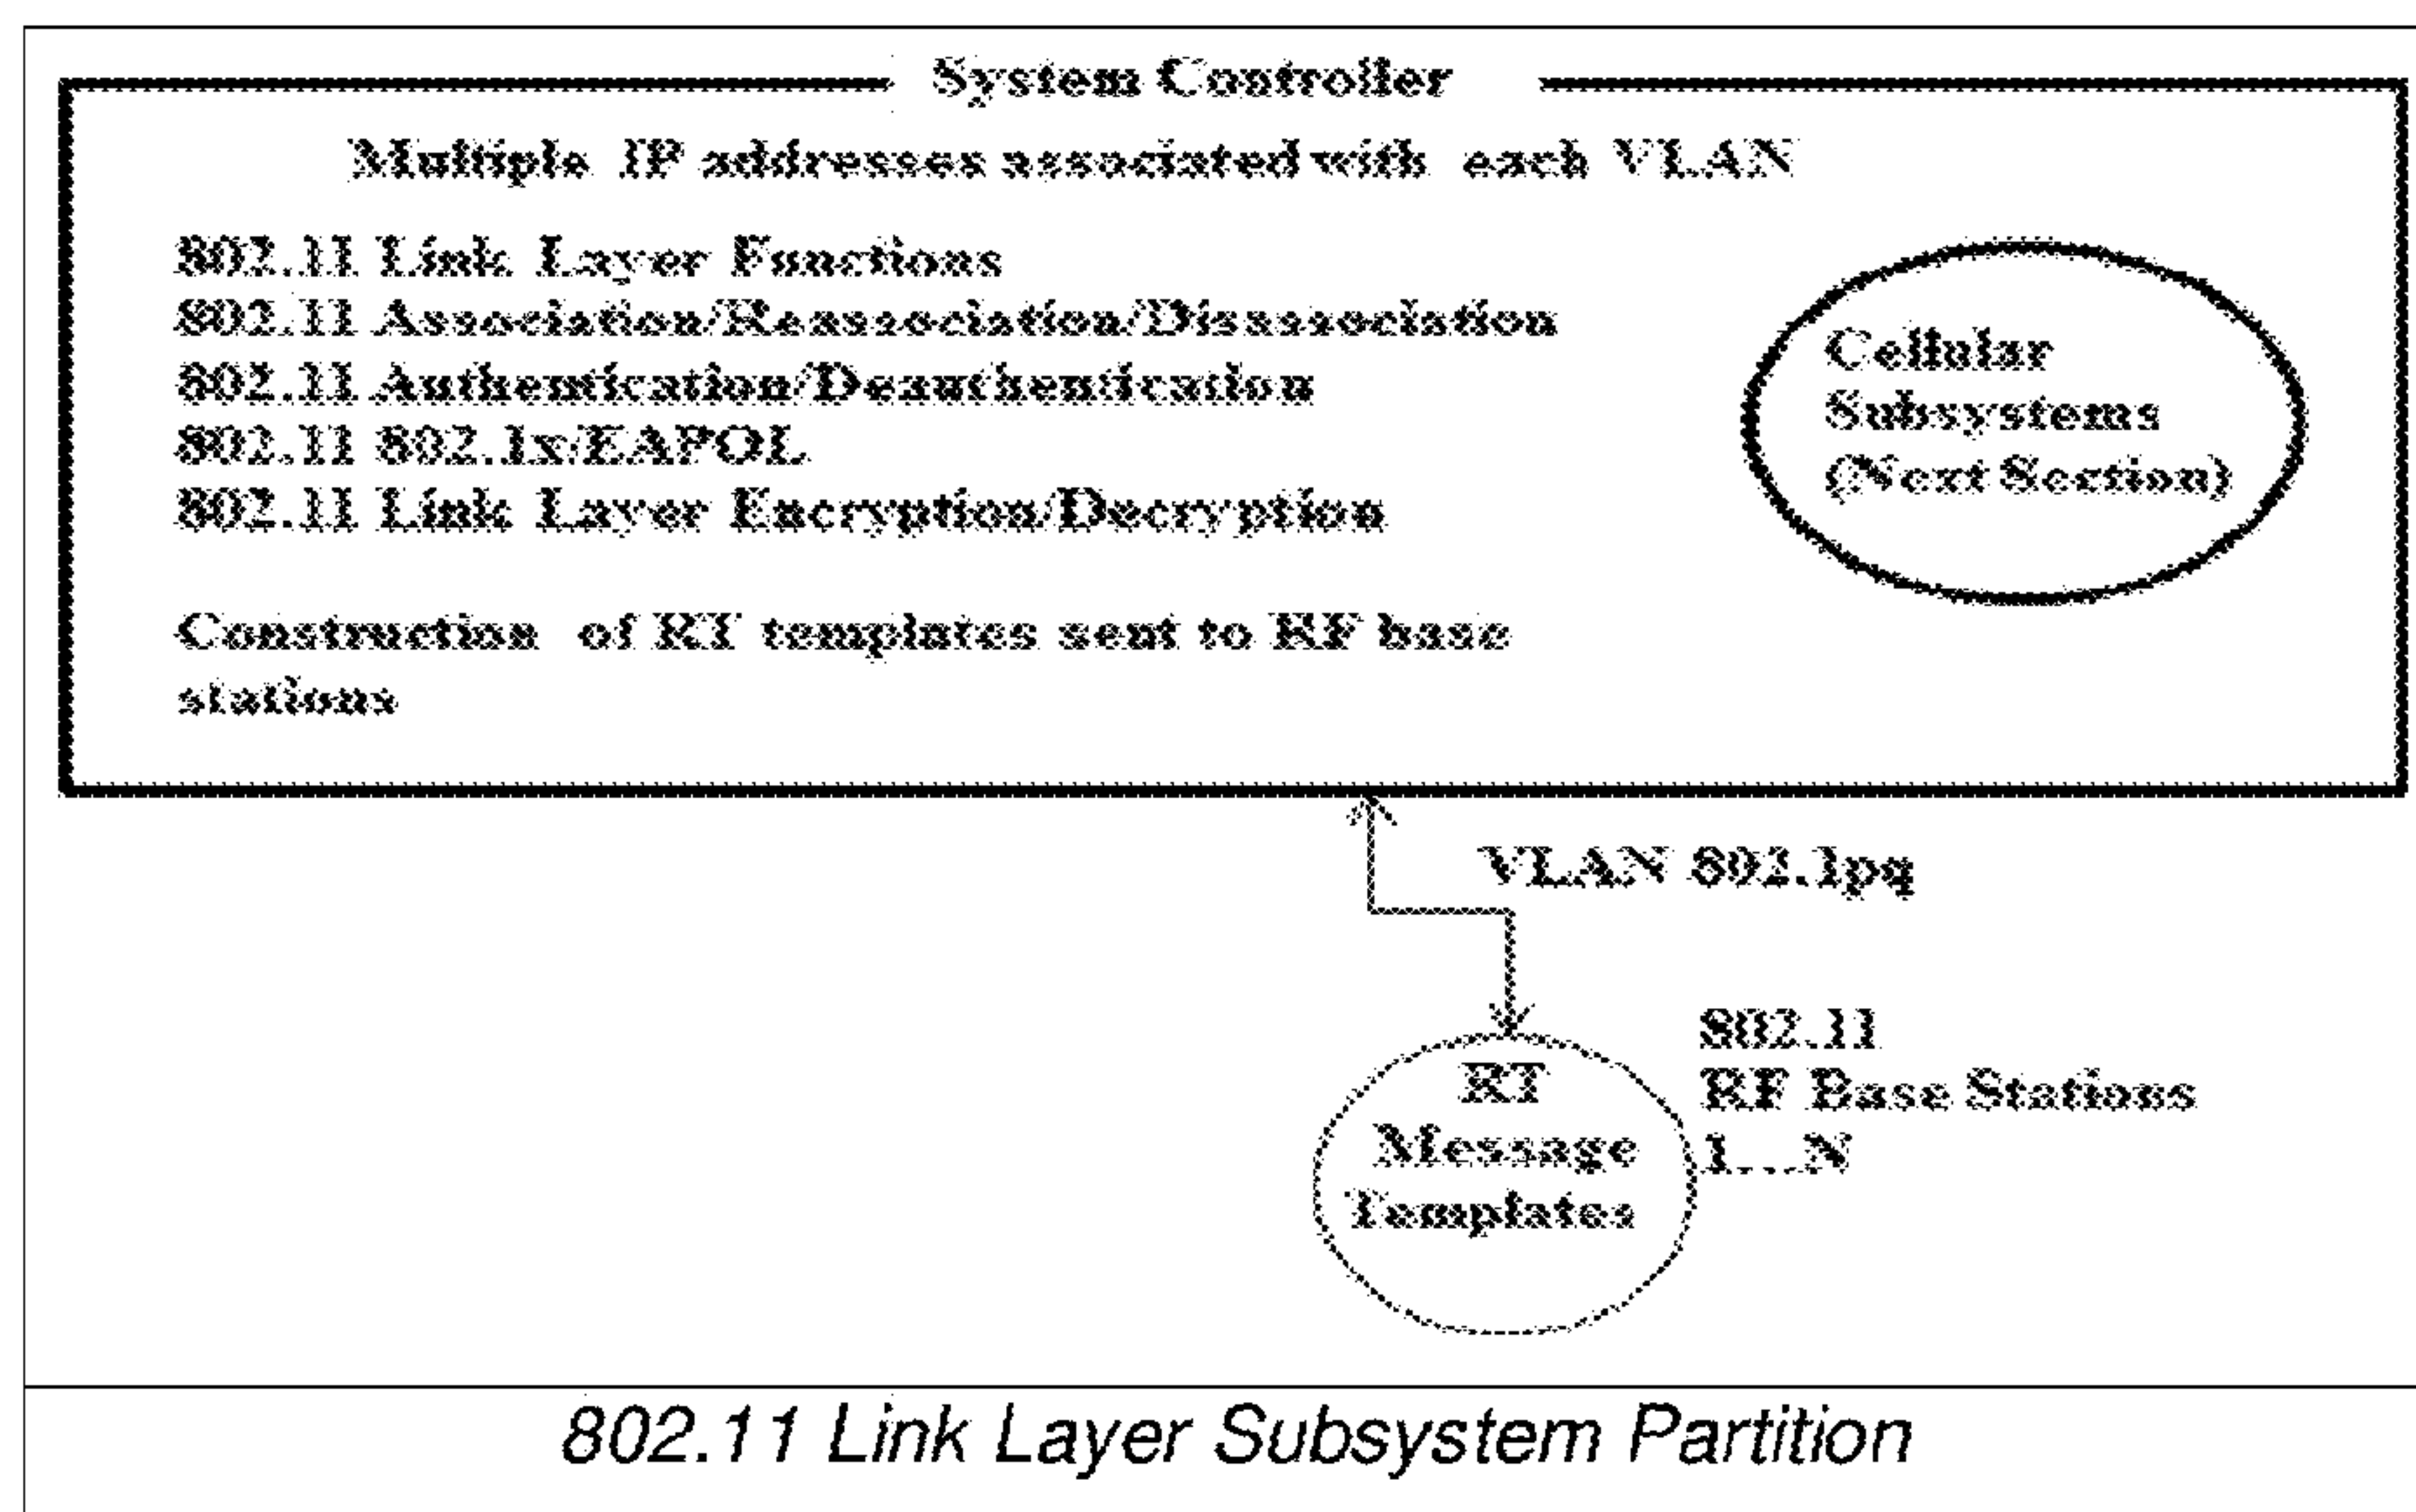 System Controller
Multiple IP addresses associated with each VLAN
802.11 Link Layer Functions
802.11 Association/Reassociation/Disassociation
802.11 Authentication/Deauthentication
802.11 802.1x/EAPOL
802.11 Link Layer Encryption/Decryption
Construction of RT templates sent to RF base
stations
Cellular
Subsystems
(Next Section)
VLAN 802.1pq
RT
Message
Templates
802.11
RF Base Stations
1…N
802.11 Link Layer Subsystem Partition